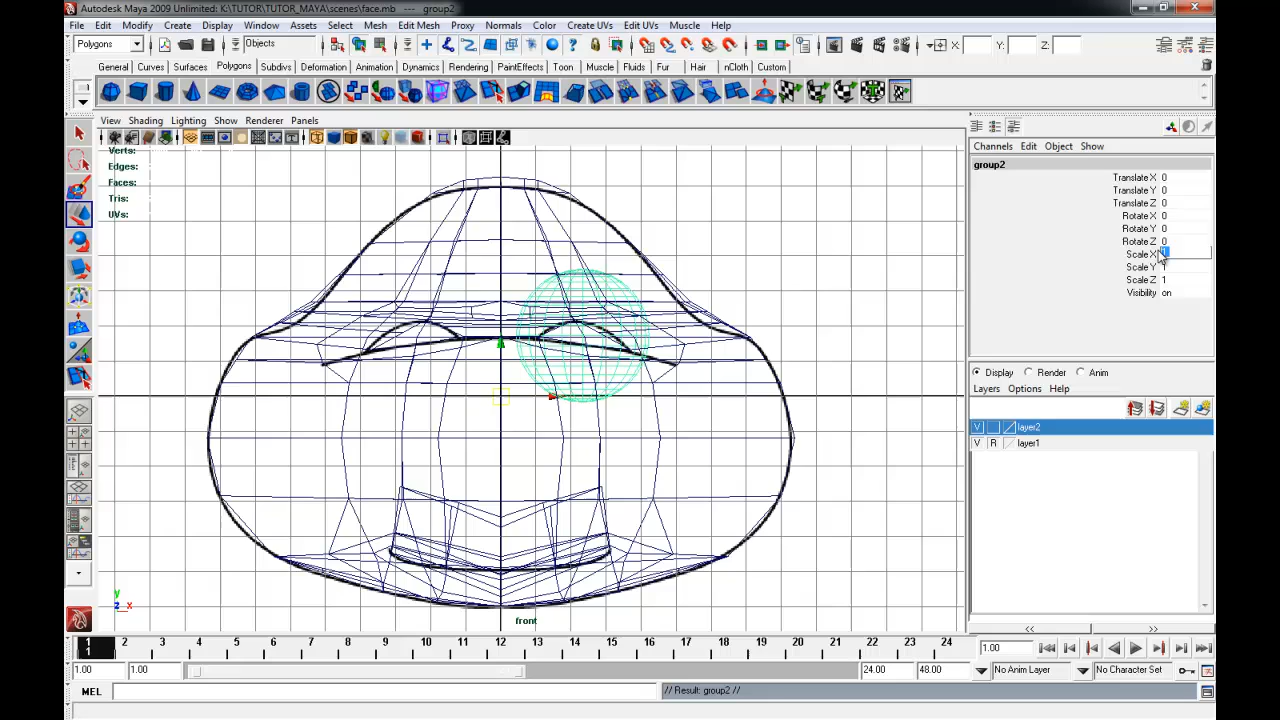 Autodesk Maya 2009 Unlimited: K:\TUTOR\TUTOR_MAYA\scenes\face.mb --- group2
File Edit Modify Create Display Window Assets Select Mesh Edit Mesh Proxy Normals Color Create UVs Edit UVs Muscle Help
Polygons Objects X: Y: Z:
General Curves Surfaces Polygons Subdivs Deformation Animation Dynamics Rendering PaintEffects Toon Muscle Fluids Fur Hair nCloth Custom
View Shading Lighting Show Renderer Panels
Channels Edit Object Show
Verts:
Edges:
Faces:
Tris:
UVs:
group2
Translate X 0
Translate Y 0
Translate Z 0
Rotate X 0
Rotate Y 0
Rotate Z 0
Scale X 1
Scale Y 1
Scale Z 1
Visibility on
Display Render Anim
Layers Options Help
V layer2
V R layer1
y
z x
front
1 2 3 4 5 6 7 8 9 10 11 12 13 14 15 16 17 18 19 20 21 22 23 24
1 1.00
1.00 1.00 24.00 48.00 No Anim Layer No Character Set
MEL // Result: group2 //